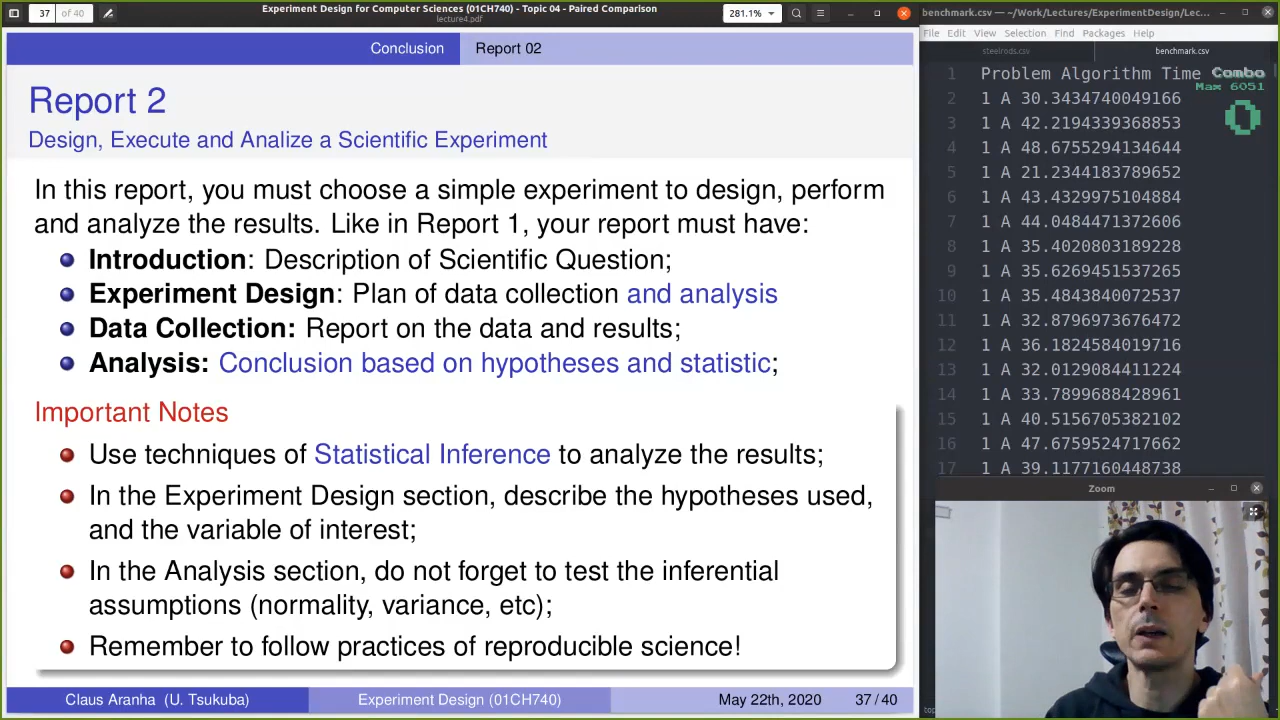 37 of 40
Experiment Design for Computer Sciences (01CH740) - Topic 04 - Paired Comparison
lecture4.pdf
281.1%
Conclusion Report 02
Report 2
Design, Execute and Analize a Scientific Experiment
In this report, you must choose a simple experiment to design, perform
and analyze the results. Like in Report 1, your report must have:
Introduction: Description of Scientific Question;
Experiment Design: Plan of data collection and analysis
Data Collection: Report on the data and results;
Analysis: Conclusion based on hypotheses and statistic;
Important Notes
Use techniques of Statistical Inference to analyze the results;
In the Experiment Design section, describe the hypotheses used,
and the variable of interest;
In the Analysis section, do not forget to test the inferential
assumptions (normality, variance, etc);
Remember to follow practices of reproducible science!
Claus Aranha (U. Tsukuba) Experiment Design (01CH740) May 22th, 2020 37 / 40
benchmark.csv — ~/Work/Lectures/ExperimentDesign/Lec...
File Edit View Selection Find Packages Help
steelrods.csv benchmark.csv
1 Problem Algorithm Time
Combo
Max 6051
0
2 1 A 30.3434740049166
3 1 A 42.2194339368853
4 1 A 48.6755294134644
5 1 A 21.2344183789652
6 1 A 43.4329975104884
7 1 A 44.0484471372606
8 1 A 35.4020803189228
9 1 A 35.6269451537265
10 1 A 35.4843840072537
11 1 A 32.8796973676472
12 1 A 36.1824584019716
13 1 A 32.0129084411224
14 1 A 33.7899688428961
15 1 A 40.5156705382102
16 1 A 47.6759524717662
17 1 A 39.1177160448738
Zoom